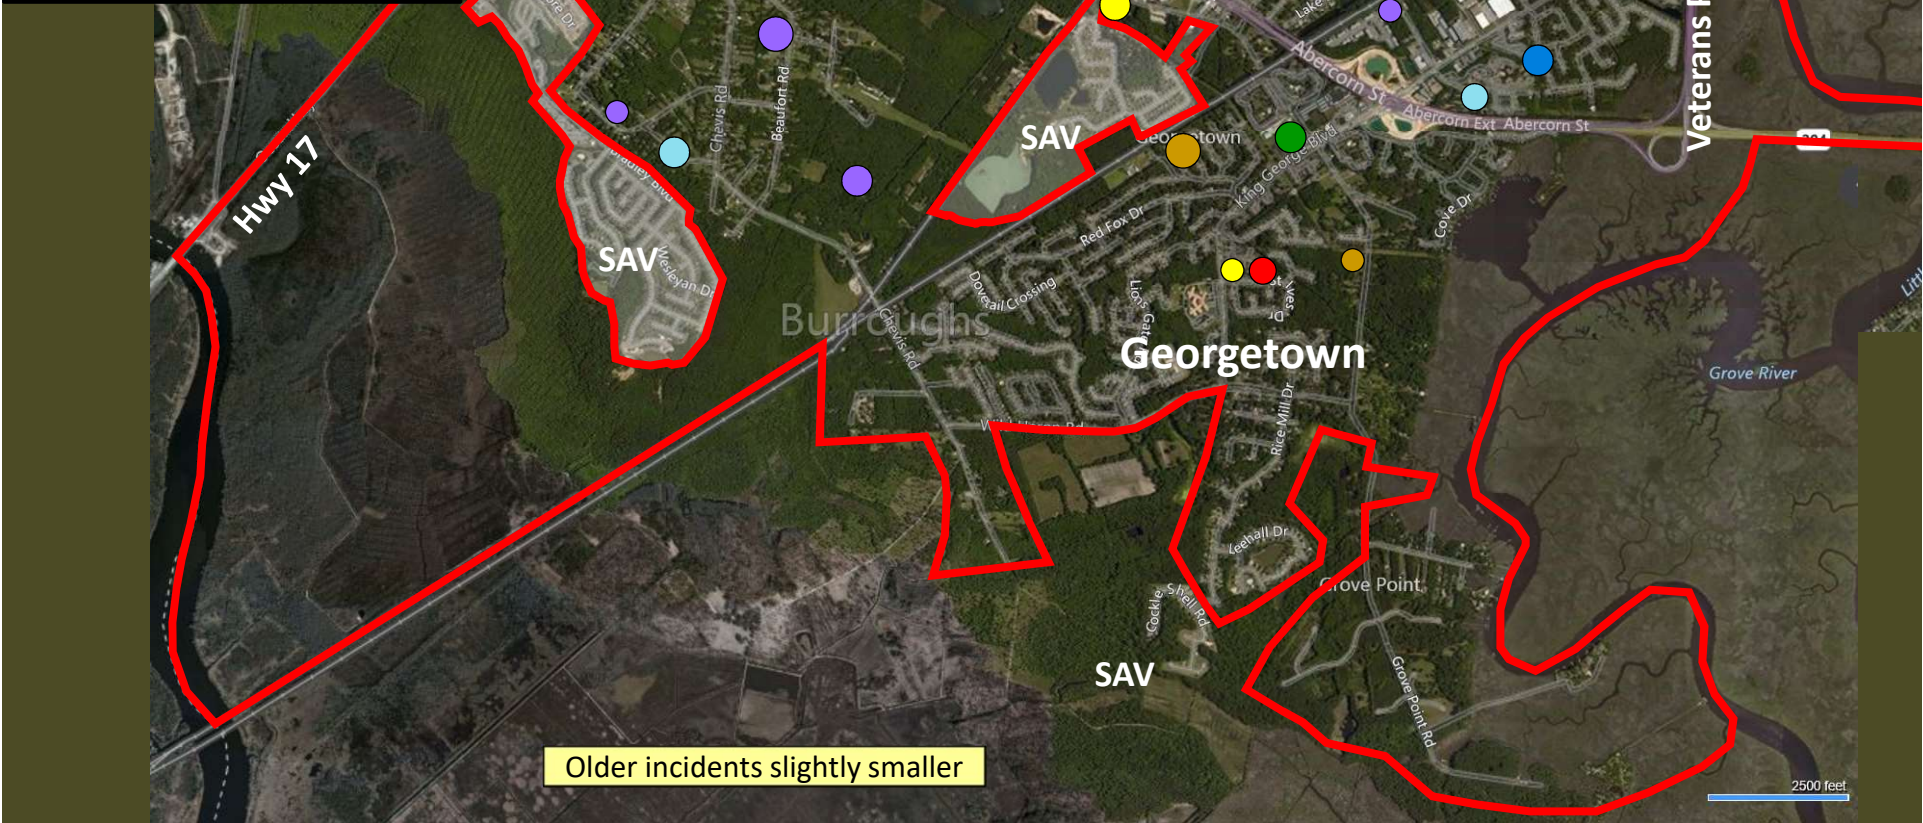 Lake
Abercorn St
Veterans
Chevis Rd
Beaufort Rd
Hwy 17
Bradley Blvd
SAV
Georgetown
Abercorn Ext
Abercorn St
King George Blvd
SAV
Wesleyan Dr
Red Fox Dr
Cove Dr
Dovetail Crossing
Burroughs
Chevis Rd
Georgetown
Grove River
Rice Mill Dr
Leehall Dr
Grove Point
Cockle Shell Rd
SAV
Grove Point Rd
Older incidents slightly smaller
2500 feet